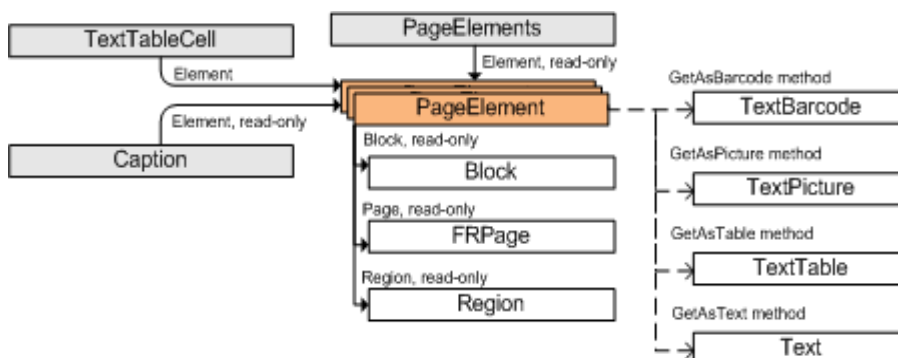 TextTableCell
PageElements
Element
Element, read-only
PageElement
Element, read-only
Caption
Block, read-only
Block
Page, read-only
FRPage
Region, read-only
Region
GetAsBarcode method
TextBarcode
GetAsPicture method
TextPicture
GetAsTable method
TextTable
GetAsText method
Text